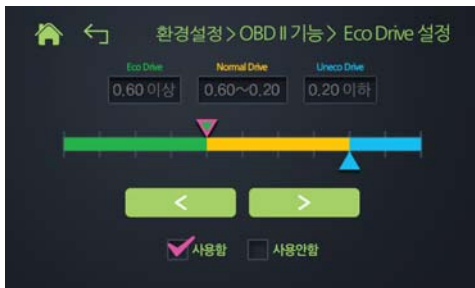 환경설정 > OBD II 기능 > Eco Drive 설정
Eco Drive Normal Drive Uneco Drive
0.60 이상 0.60~0.20 0.20 이하
< >
사용함 사용안함